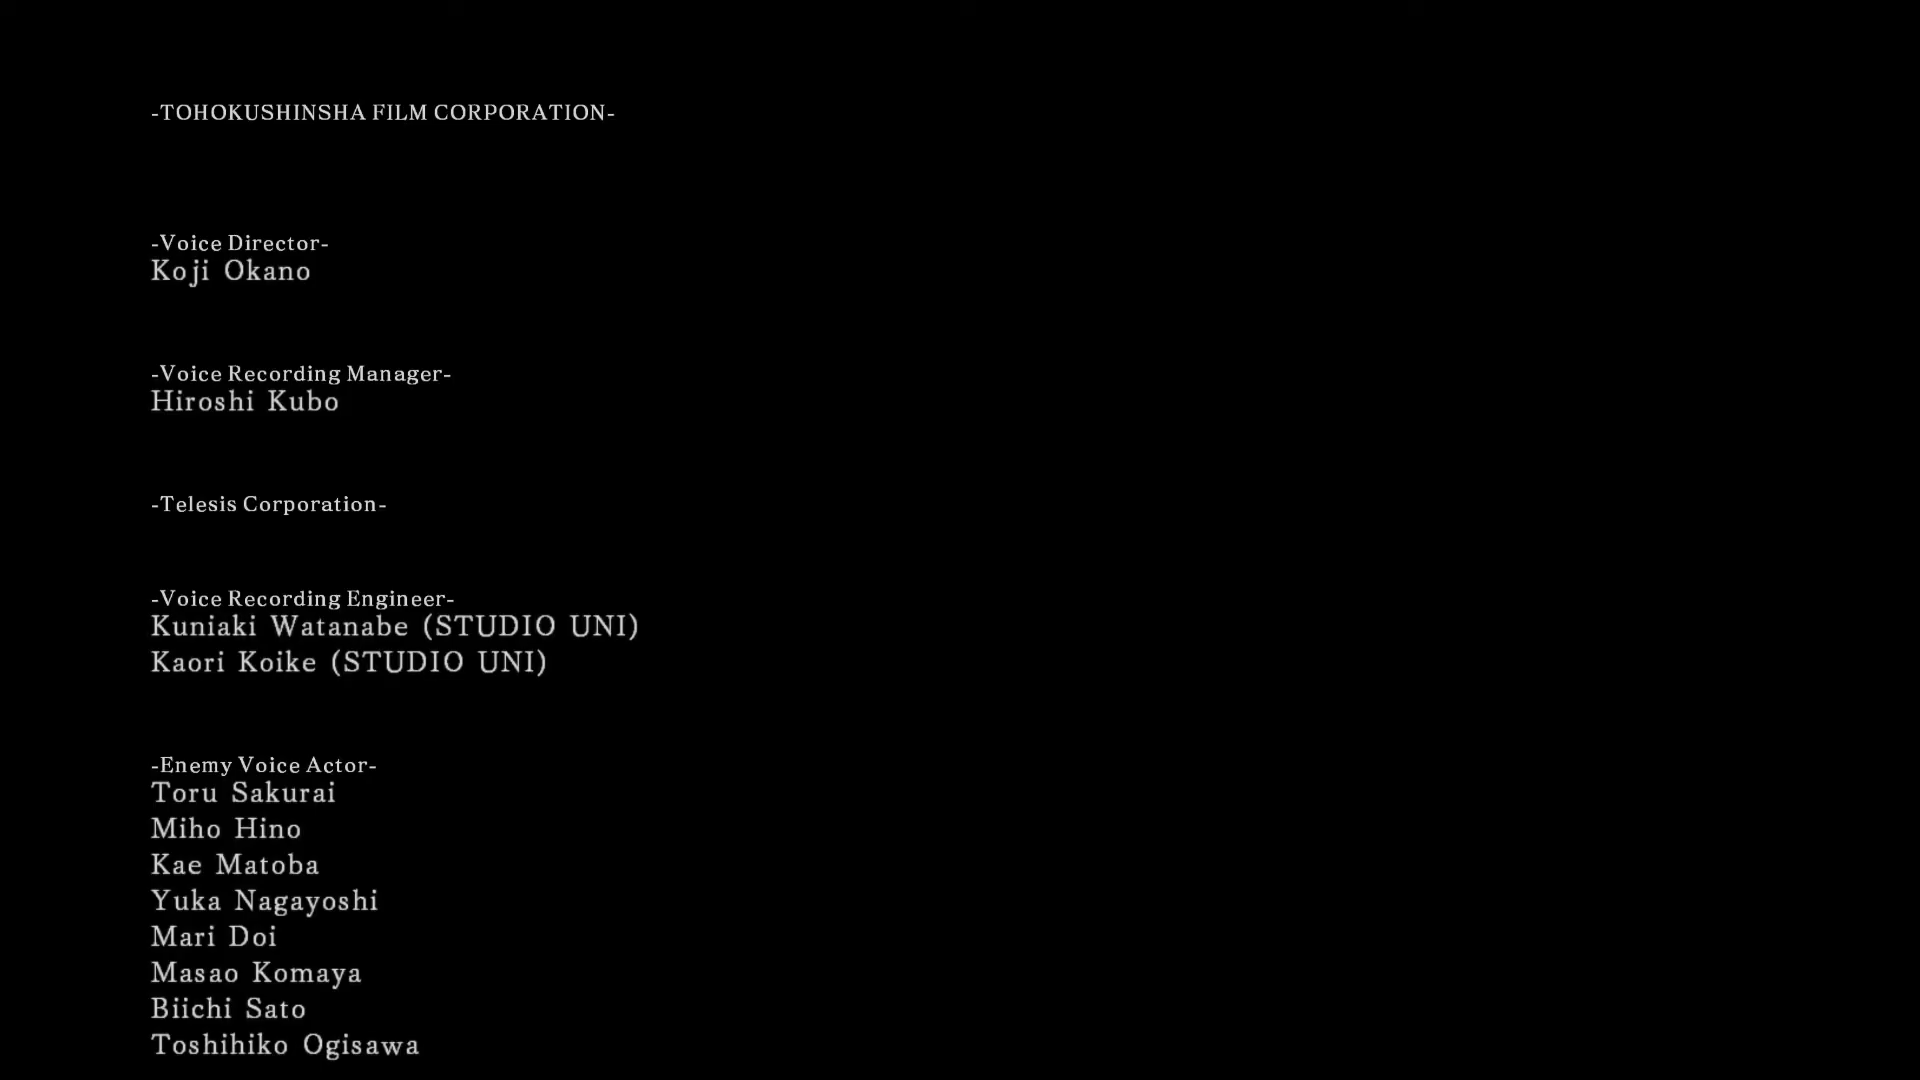 -TOHOKUSHINSHA FILM CORPORATION-
-Voice Director-
Koji Okano
-Voice Recording Manager-
Hiroshi Kubo
-Telesis Corporation-
-Voice Recording Engineer-
Kuniaki Watanabe (STUDIO UNI)
Kaori Koike (STUDIO UNI)
-Enemy Voice Actor-
Toru Sakurai
Miho Hino
Kae Matoba
Yuka Nagayoshi
Mari Doi
Masao Komaya
Biichi Sato
Toshihiko Ogisawa